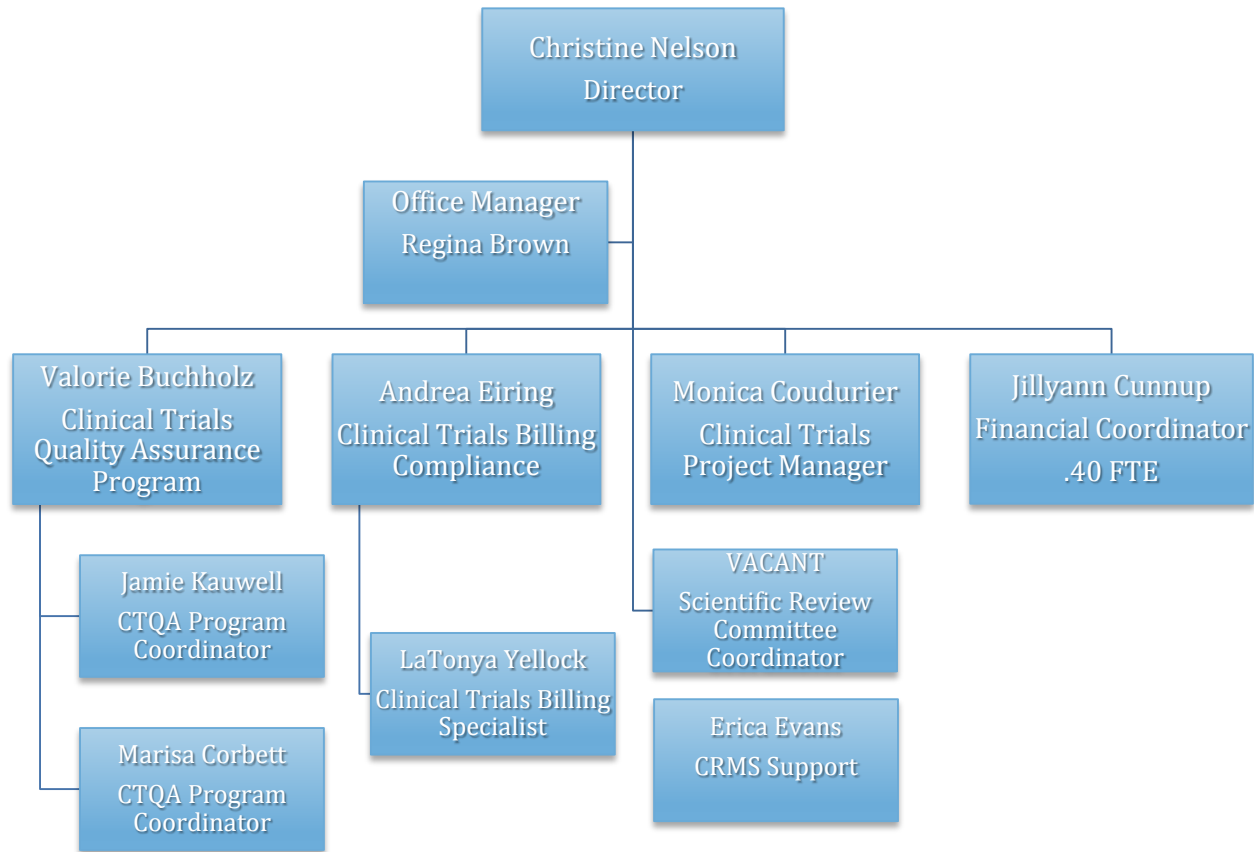 Christine Nelson
Director
Office Manager
Regina Brown
Valorie Buchholz
Clinical Trials
Quality Assurance
Program
Andrea Eiring
Clinical Trials Billing
Compliance
Monica Coudurier
Clinical Trials
Project Manager
Jillyann Cunnup
Financial Coordinator
.40 FTE
Jamie Kauwell
CTQA Program
Coordinator
Marisa Corbett
CTQA Program
Coordinator
LaTonya Yellock
Clinical Trials Billing
Specialist
VACANT
Scientific Review
Committee
Coordinator
Erica Evans
CRMS Support